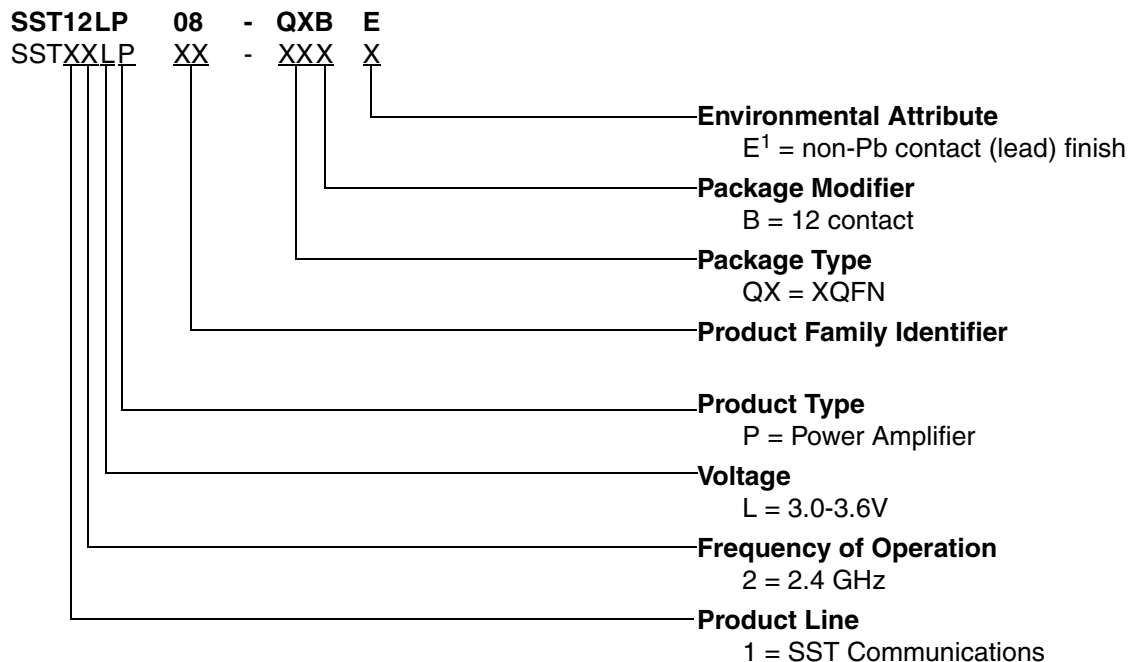 SST12LP 08 - QXB E
SSTXXLP XX - XXX X
Environmental Attribute
E¹ = non-Pb contact (lead) finish
Package Modifier
B = 12 contact
Package Type
QX = XQFN
Product Family Identifier
Product Type
P = Power Amplifier
Voltage
L = 3.0-3.6V
Frequency of Operation
2 = 2.4 GHz
Product Line
1 = SST Communications